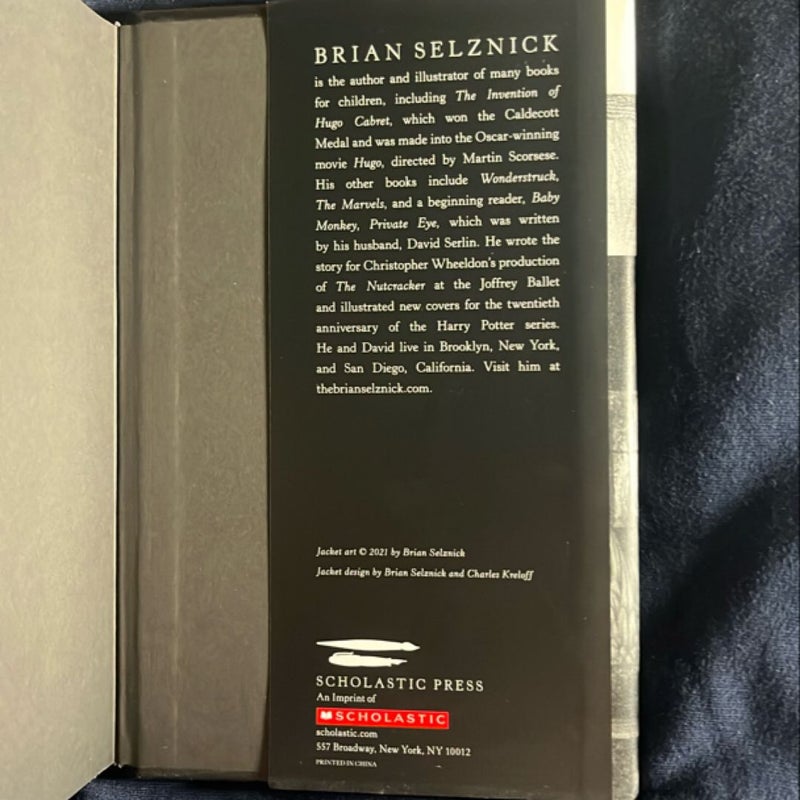 BRIAN SELZNICK
is the author and illustrator of many books
for children, including The Invention of
Hugo Cabret, which won the Caldecott
Medal and was made into the Oscar-winning
movie Hugo, directed by Martin Scorsese.
His other books include Wonderstruck,
The Marvels, and a beginning reader, Baby
Monkey, Private Eye, which was written
by his husband, David Serlin. He wrote the
story for Christopher Wheeldon's production
of The Nutcracker at the Joffrey Ballet
and illustrated new covers for the twentieth
anniversary of the Harry Potter series.
He and David live in Brooklyn, New York,
and San Diego, California. Visit him at
thebrianselznick.com.
Jacket art © 2021 by Brian Selznick
Jacket design by Brian Selznick and Charles Kreloff
SCHOLASTIC PRESS
An Imprint of
SCHOLASTIC
scholastic.com
557 Broadway, New York, NY 10012
PRINTED IN CHINA